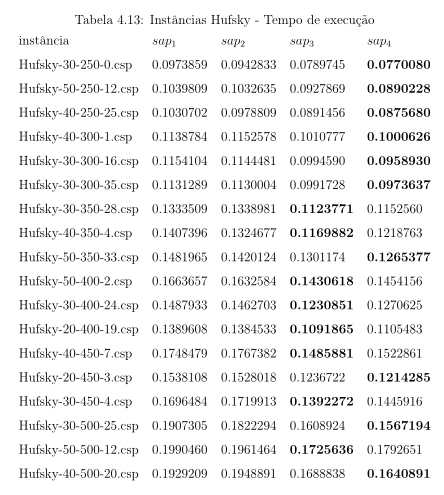 Tabela 4.13: Instâncias Hufsky - Tempo de execução
instância sap1 sap2 sap3 sap4
Hufsky-30-250-0.csp 0.0973859 0.0942833 0.0789745 0.0770080
Hufsky-50-250-12.csp 0.1039809 0.1032635 0.0927869 0.0890228
Hufsky-40-250-25.csp 0.1030702 0.0978809 0.0891456 0.0875680
Hufsky-40-300-1.csp 0.1138784 0.1152578 0.1010777 0.1000626
Hufsky-30-300-16.csp 0.1154104 0.1144481 0.0994590 0.0958930
Hufsky-30-300-35.csp 0.1131289 0.1130004 0.0991728 0.0973637
Hufsky-30-350-28.csp 0.1333509 0.1338981 0.1123771 0.1152560
Hufsky-40-350-4.csp 0.1407396 0.1324677 0.1169882 0.1218763
Hufsky-50-350-33.csp 0.1481965 0.1420124 0.1301174 0.1265377
Hufsky-50-400-2.csp 0.1663657 0.1632584 0.1430618 0.1454156
Hufsky-30-400-24.csp 0.1487933 0.1462703 0.1230851 0.1270625
Hufsky-20-400-19.csp 0.1389608 0.1384533 0.1091865 0.1105483
Hufsky-40-450-7.csp 0.1748479 0.1767382 0.1485881 0.1522861
Hufsky-20-450-3.csp 0.1538108 0.1528018 0.1236722 0.1214285
Hufsky-30-450-4.csp 0.1696484 0.1719913 0.1392272 0.1445916
Hufsky-30-500-25.csp 0.1907305 0.1822294 0.1608924 0.1567194
Hufsky-50-500-12.csp 0.1990460 0.1961464 0.1725636 0.1792651
Hufsky-40-500-20.csp 0.1929209 0.1948891 0.1688838 0.1640891